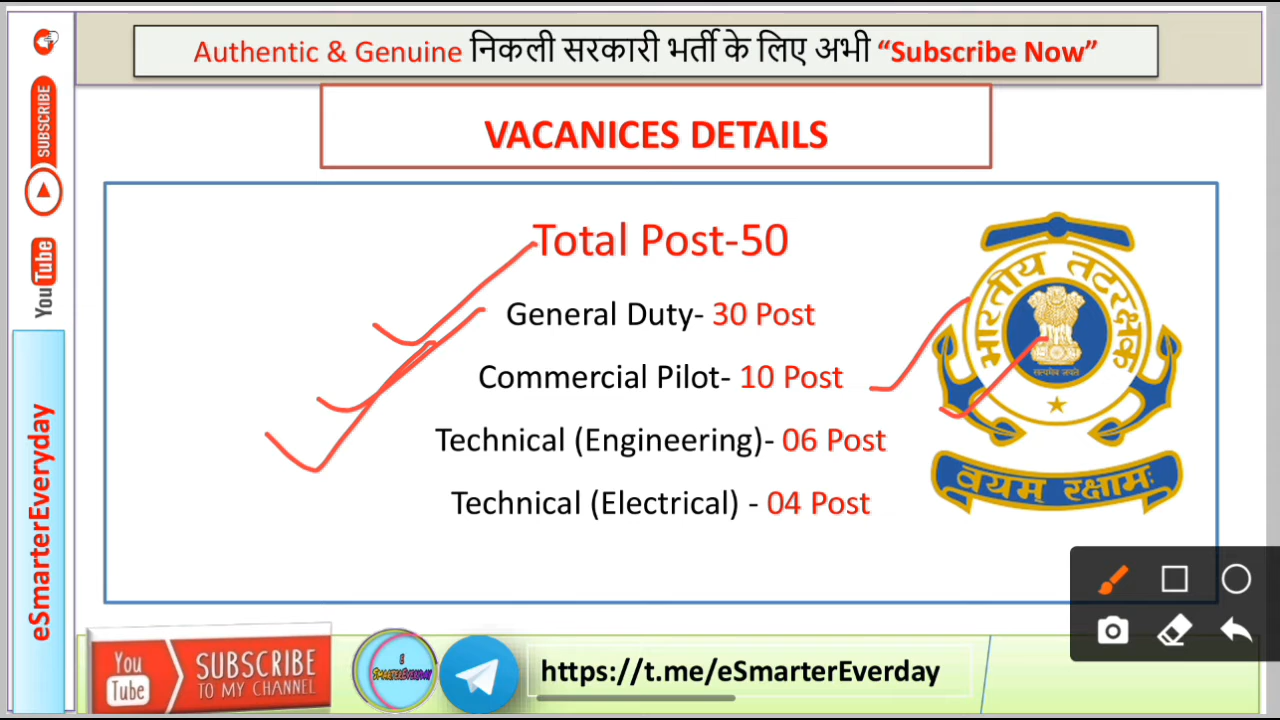 Authentic & Genuine निकली सरकारी भर्ती के लिए अभी “Subscribe Now”
VACANICES DETAILS
Total Post-50
General Duty- 30 Post
Commercial Pilot- 10 Post
Technical (Engineering)- 06 Post
Technical (Electrical) - 04 Post
भारतीय तटरक्षक
सत्यमेव जयते
वयम् रक्षामः
SUBSCRIBE
YouTube
eSmarterEveryday
You
Tube
SUBSCRIBE
TO MY CHANNEL
E
SMARTEREVERYDAY
https://t.me/eSmarterEverday